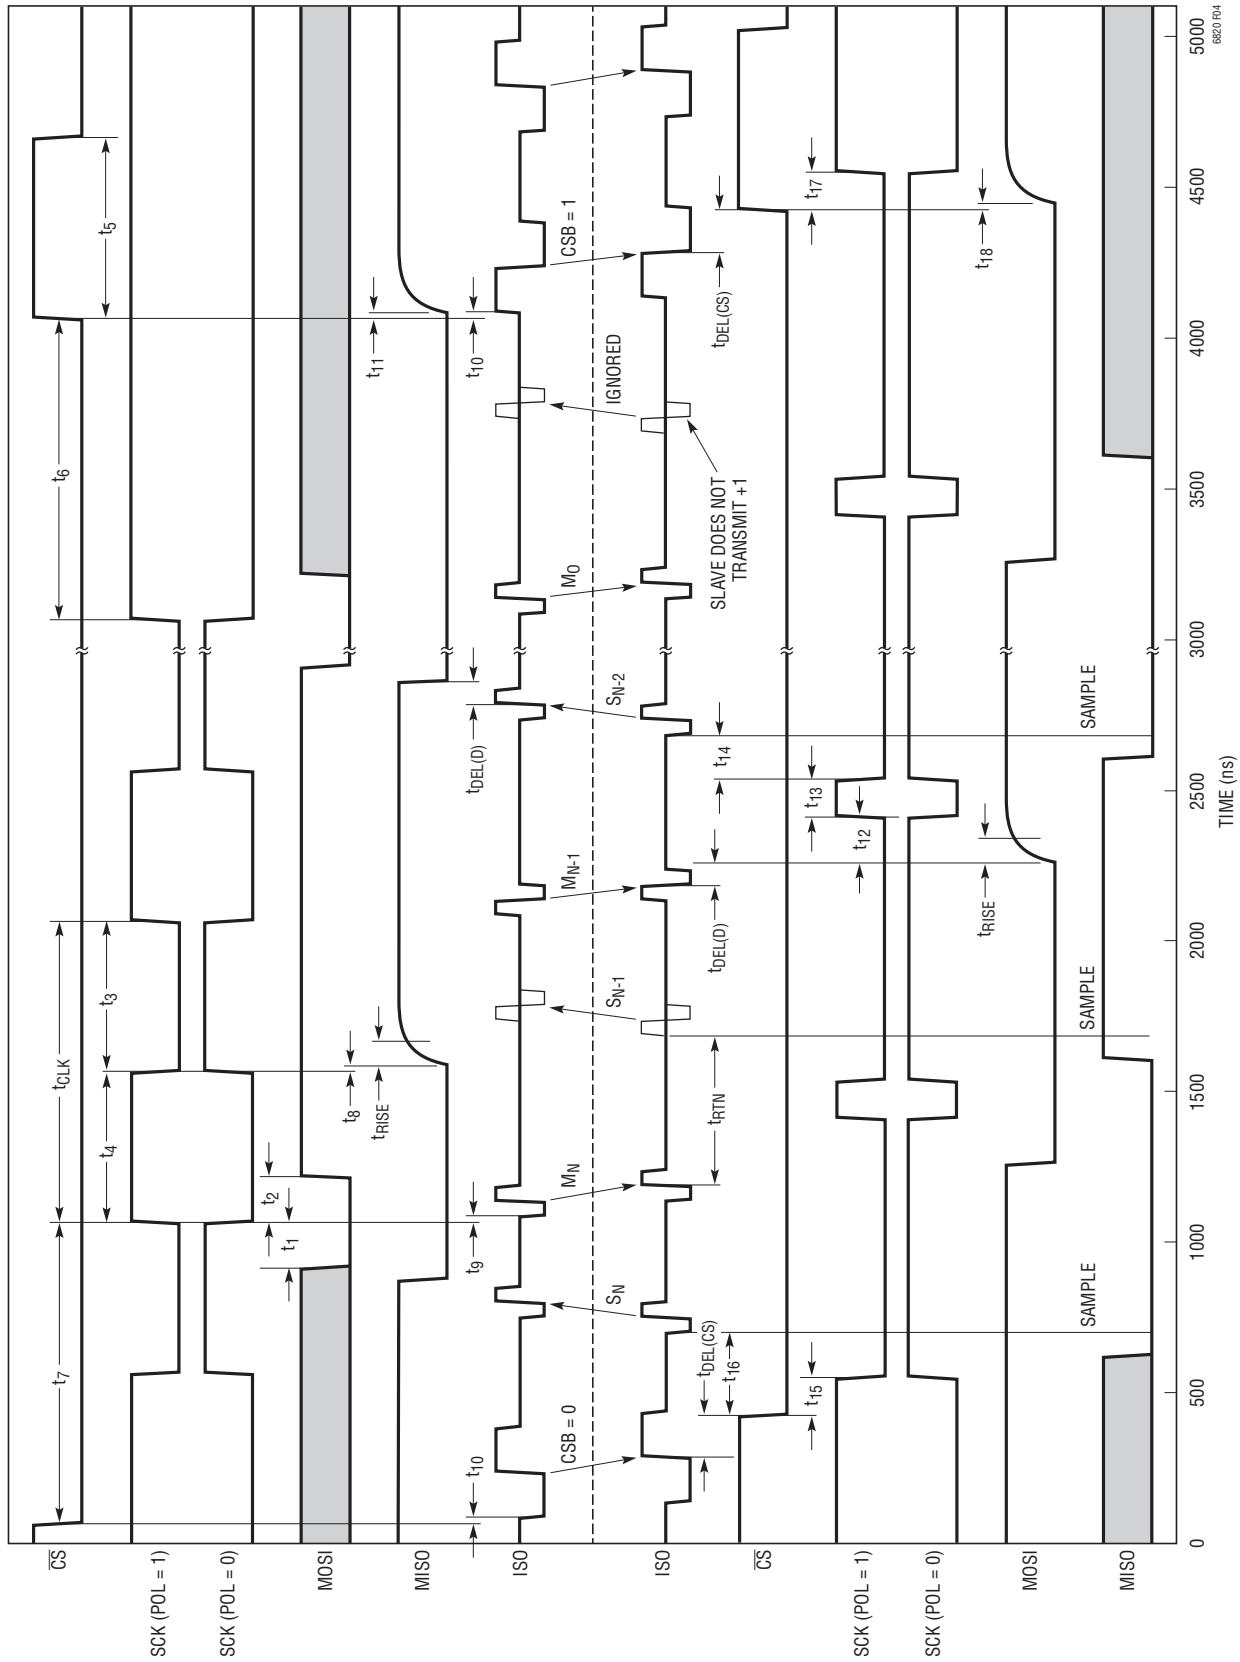 CS
SCK (POL = 1)
SCK (POL = 0)
MOSI
MISO
ISO
ISO
CS
SCK (POL = 1)
SCK (POL = 0)
MOSI
MISO
t7
tCLK
t6
t4
t3
t5
t1
t2
t8
tRISE
t11
t10
t9
tDEL(D)
t10
CSB = 0
SN
MN
SN-1
MN-1
SN-2
MO
IGNORED
CSB = 1
SLAVE DOES NOT
TRANSMIT +1
tDEL(CS)
t16
tRTN
tDEL(D)
t14
tDEL(CS)
t15
t12
t13
t17
tRISE
t18
SAMPLE
SAMPLE
SAMPLE
0
500
1000
1500
2000
2500
3000
3500
4000
4500
5000
TIME (ns)
6820 F04